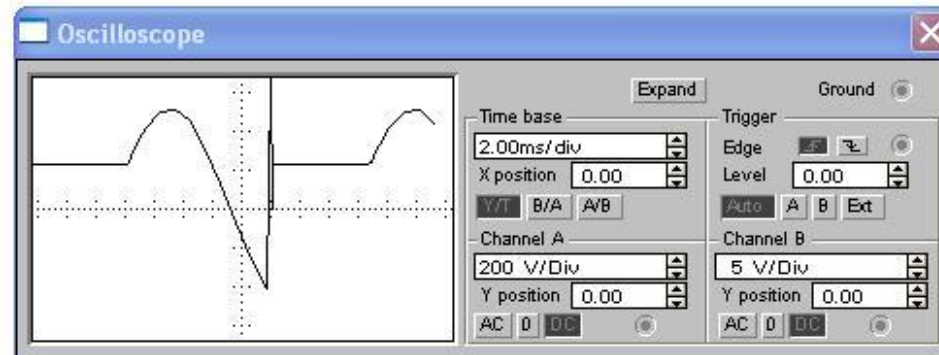 Oscilloscope
Expand
Ground
Time base
2.00ms/div
X position 0.00
Y/T B/A A/B
Trigger
Edge
Level 0.00
Auto A B Ext
Channel A
200 V/Div
Y position 0.00
AC 0 DC
Channel B
5 V/Div
Y position 0.00
AC 0 DC